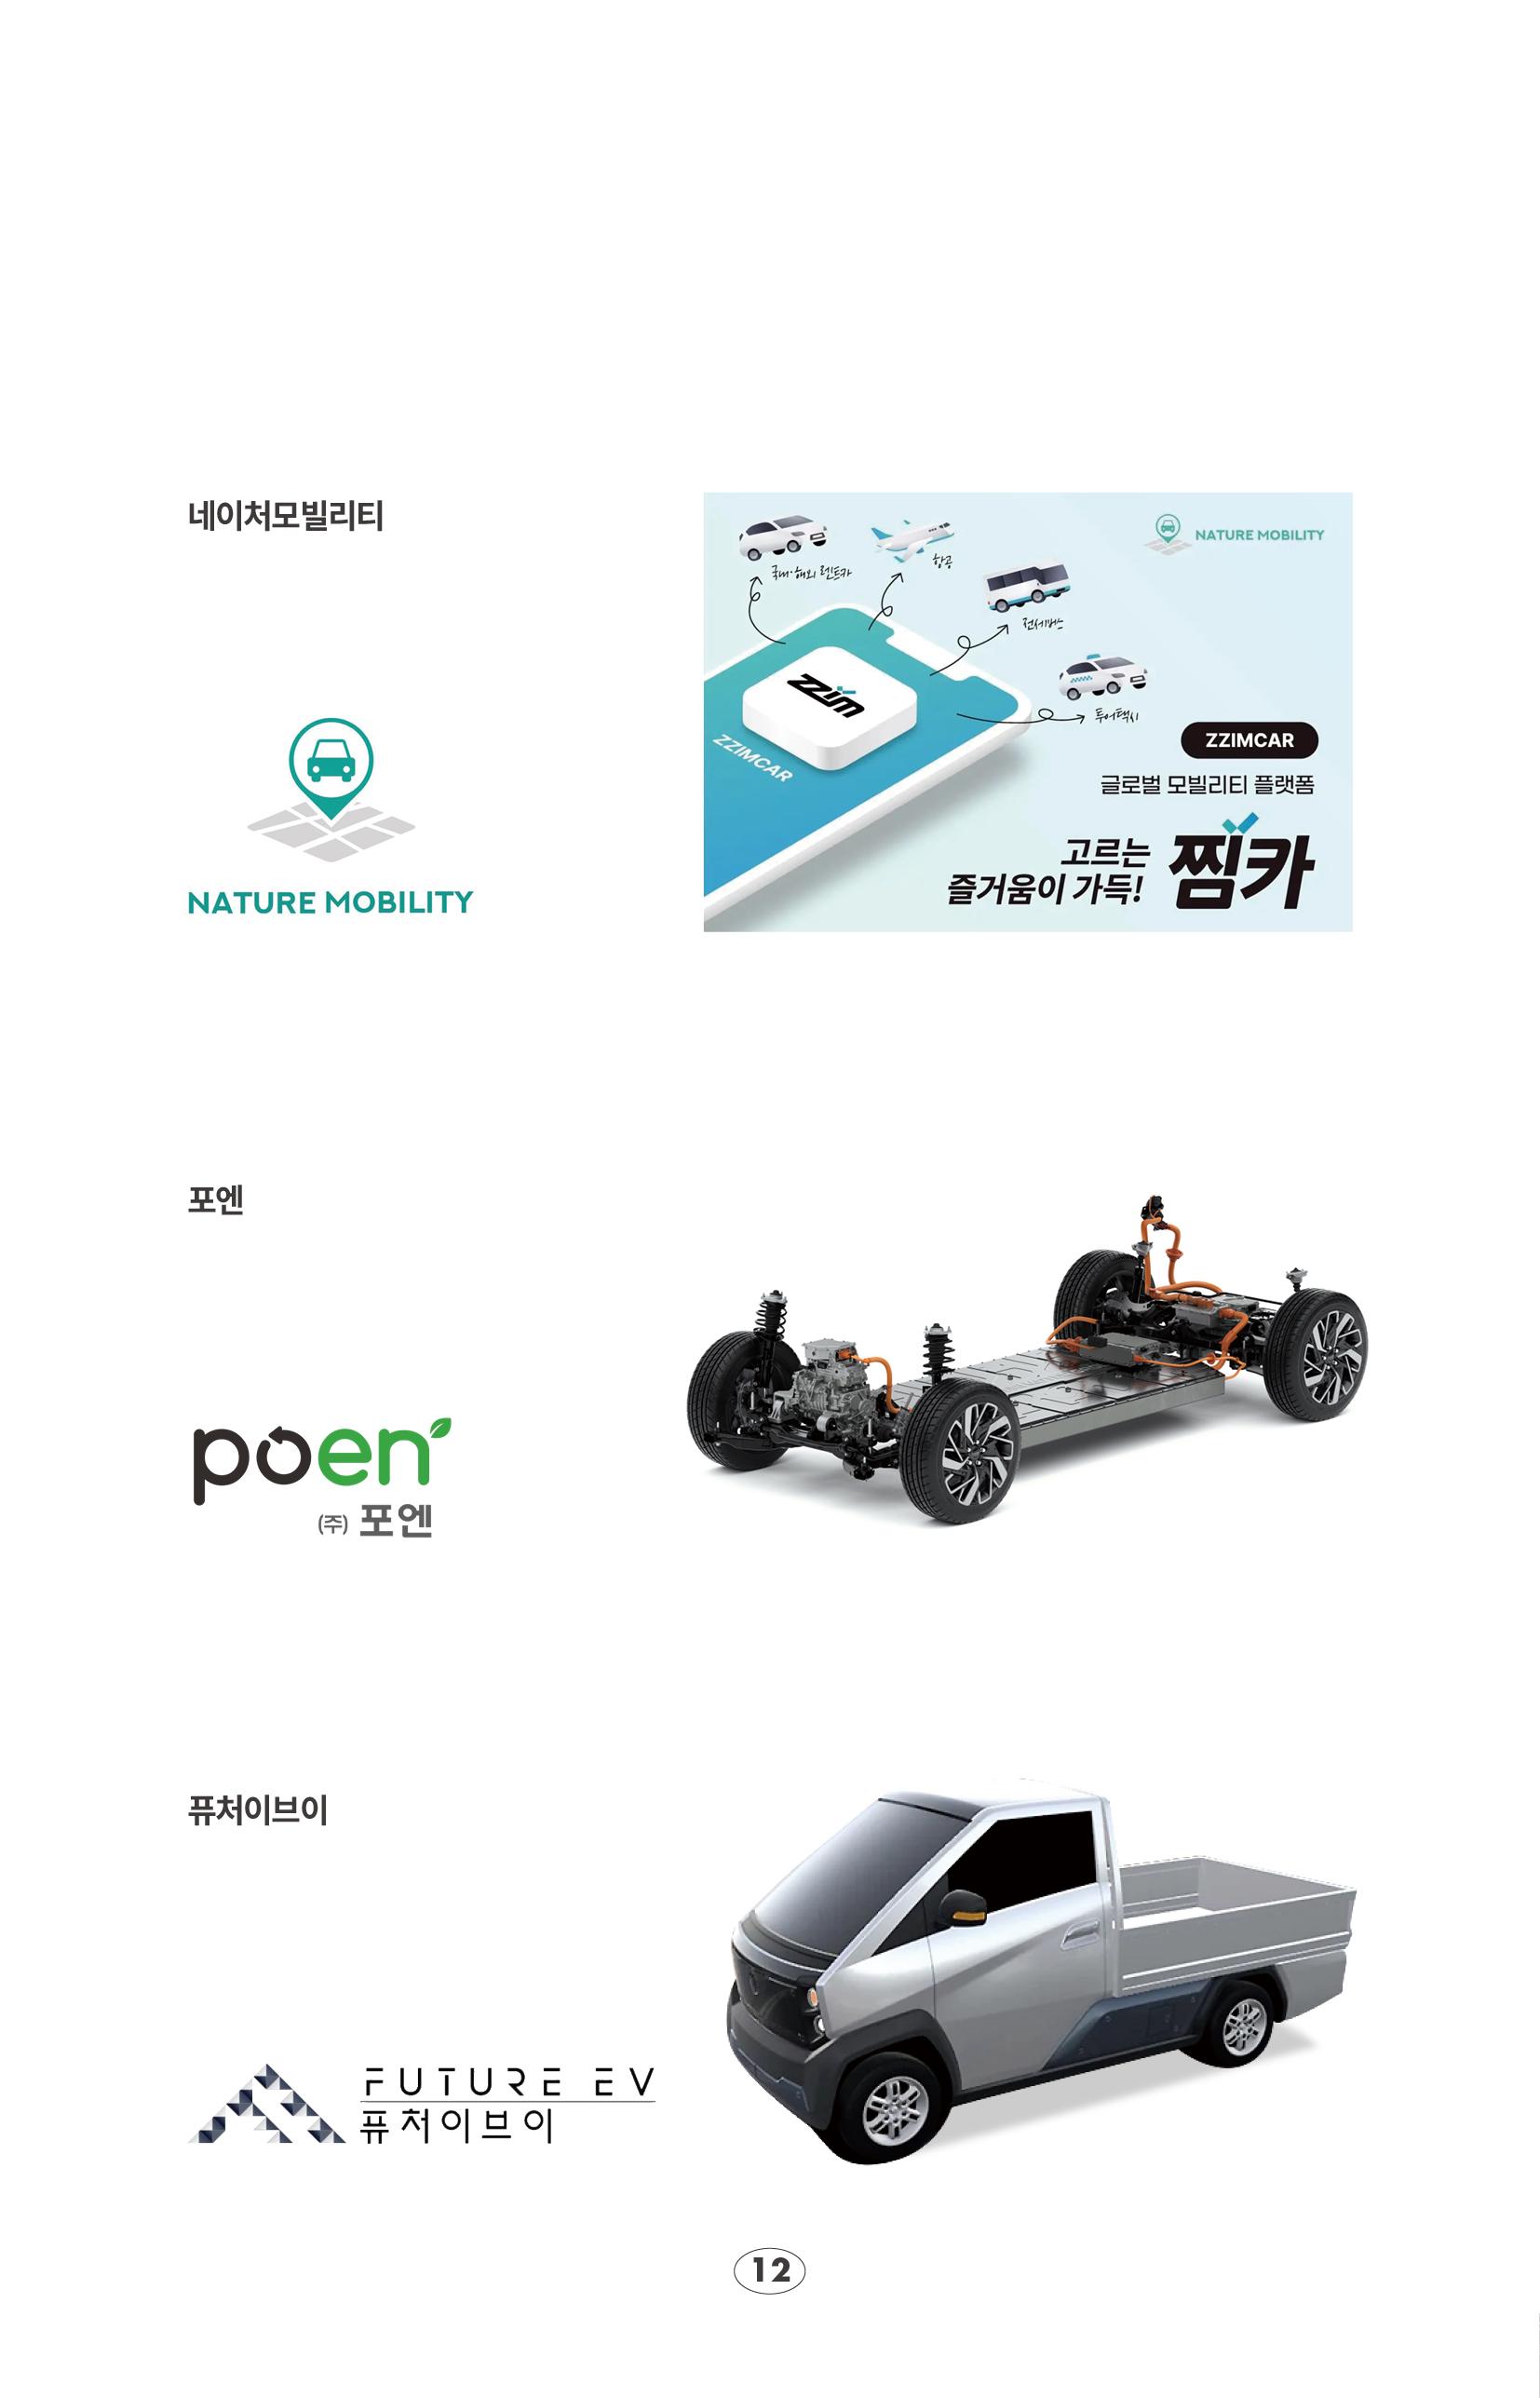 네이처모빌리티
NATURE MOBILITY
국내·해외 렌트카
항공
전세버스
투어택시
NATURE MOBILITY
ZZIM
ZZIMCAR
ZZIMCAR
글로벌 모빌리티 플랫폼
고르는
즐거움이 가득!
찜카
포엔
poen
(주) 포엔
퓨처이브이
FUTURE EV
퓨처이브이
12